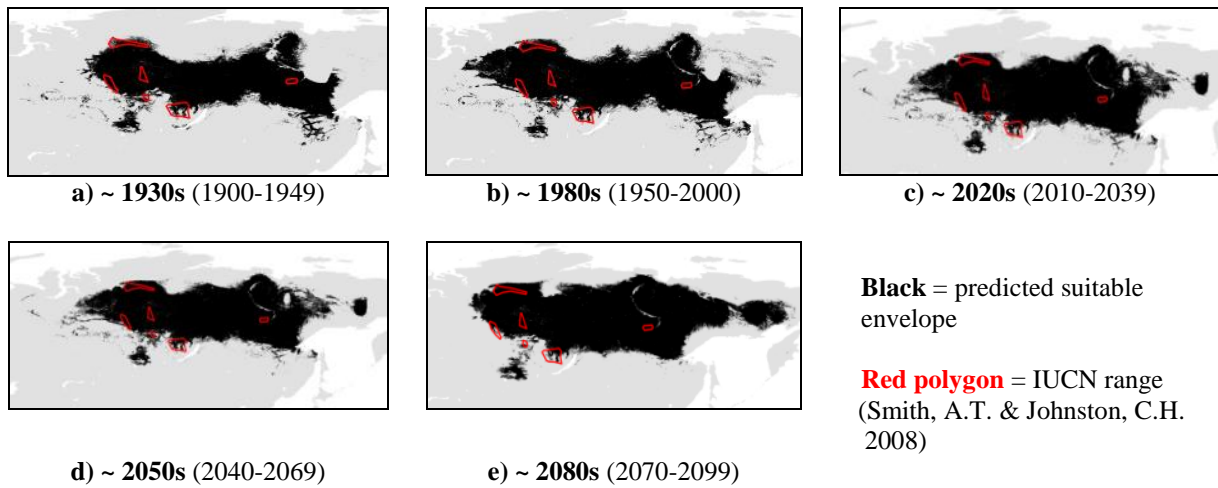 a) ~ 1930s (1900-1949)
b) ~ 1980s (1950-2000)
c) ~ 2020s (2010-2039)
d) ~ 2050s (2040-2069)
e) ~ 2080s (2070-2099)
Black = predicted suitable
envelope
Red polygon = IUCN range
(Smith, A.T. & Johnston, C.H.
2008)